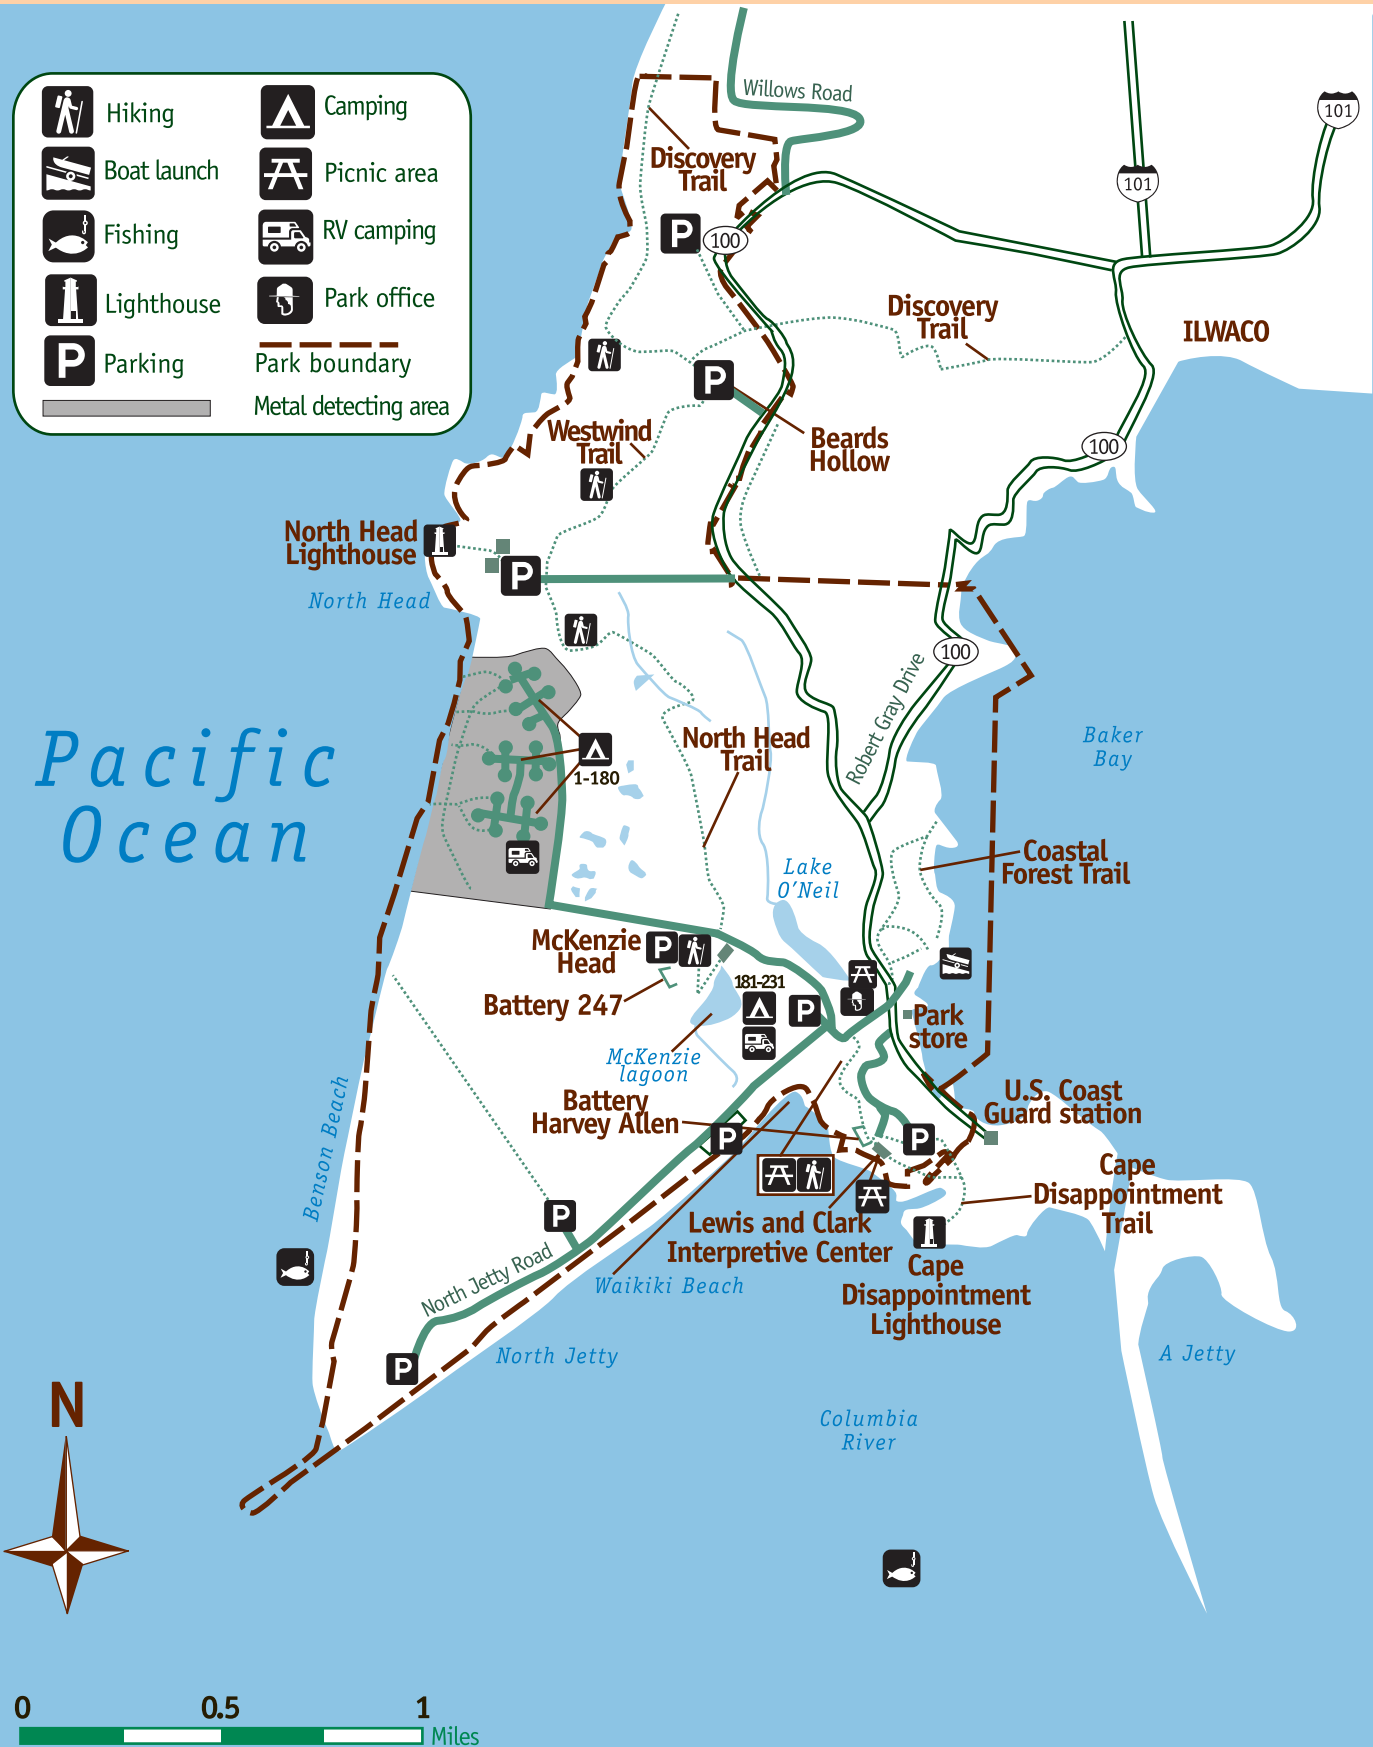 Hiking
Camping
Boat launch
Picnic area
Fishing
RV camping
Lighthouse
Park office
P
Parking
Park boundary
Metal detecting area
Willows Road
101
101
Discovery
Trail
P
100
Discovery
Trail
ILWACO
P
Westwind
Trail
Beards
Hollow
100
North Head
Lighthouse
P
North Head
100
Robert Gray Drive
Pacific
Ocean
North Head
Trail
1-180
Baker
Bay
Coastal
Forest Trail
Lake
O'Neil
McKenzie
Head
P
Battery 247
181-231
P
Park
store
McKenzie
lagoon
U.S. Coast
Guard station
Battery
Harvey Allen
P
P
Benson Beach
Cape
Disappointment
Trail
P
Lewis and Clark
Interpretive Center
North Jetty Road
Waikiki Beach
Cape
Disappointment
Lighthouse
P
North Jetty
A Jetty
N
Columbia
River
0
0.5
1
Miles